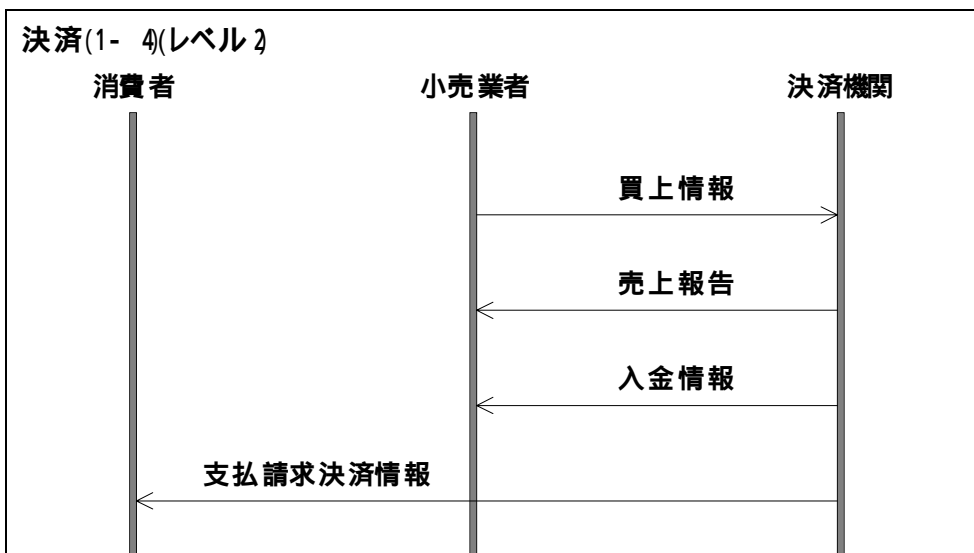 決済(1- 4)(レベル2)
消費者 小売業者 決済機関
買上情報
売上報告
入金情報
支払請求決済情報